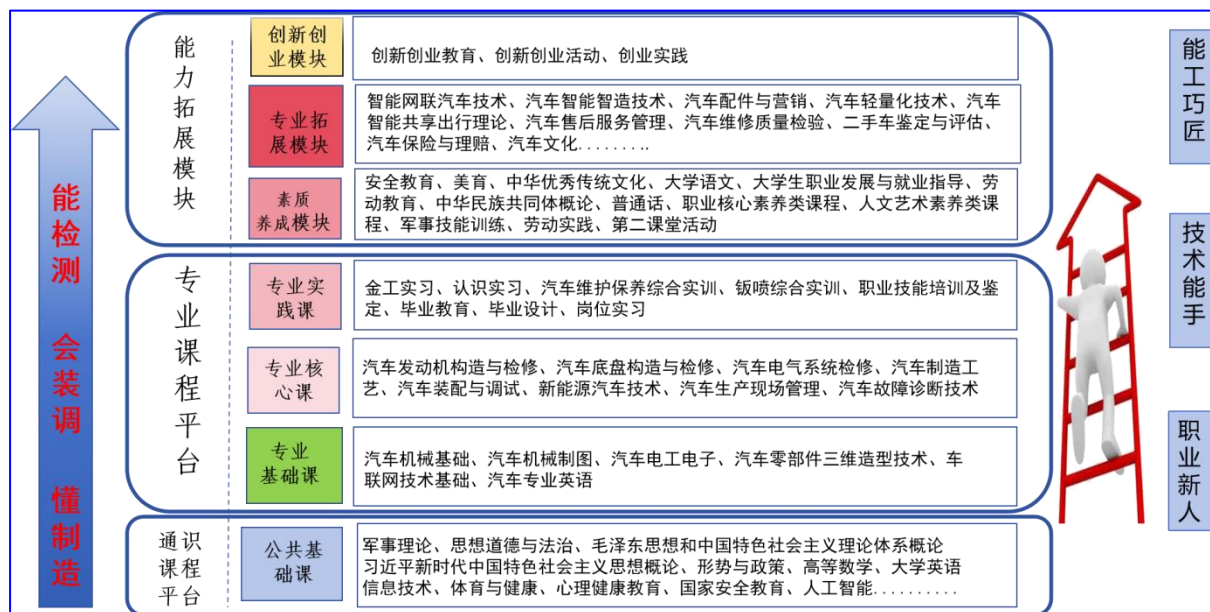 能力拓展模块
创新创
业模块
创新创业教育、创新创业活动、创业实践
专业拓
展模块
智能网联汽车技术、汽车智能智造技术、汽车配件与营销、汽车轻量化技术、汽车
智能共享出行理论、汽车售后服务管理、汽车维修质量检验、二手车鉴定与评估、
汽车保险与理赔、汽车文化.........
素质
养成模块
安全教育、美育、中华优秀传统文化、大学语文、大学生职业发展与就业指导、劳
动教育、中华民族共同体概论、普通话、职业核心素养类课程、人文艺术素养类课
程、军事技能训练、劳动实践、第二课堂活动
专业课程平台
专业实
践课
金工实习、认识实习、汽车维护保养综合实训、钣喷综合实训、职业技能培训及鉴
定、毕业教育、毕业设计、岗位实习
专业核
心课
汽车发动机构造与检修、汽车底盘构造与检修、汽车电气系统检修、汽车制造工
艺、汽车装配与调试、新能源汽车技术、汽车生产现场管理、汽车故障诊断技术
专业
基础课
汽车机械基础、汽车机械制图、汽车电工电子、汽车零部件三维造型技术、车
联网技术基础、汽车专业英语
通识
课程
平台
公共基
础课
军事理论、思想道德与法治、毛泽东思想和中国特色社会主义理论体系概论
习近平新时代中国特色社会主义思想概论、形势与政策、高等数学、大学英语
信息技术、体育与健康、心理健康教育、国家安全教育、人工智能..........
能检测 会装调 懂制造
能工巧匠
技术能手
职业新人